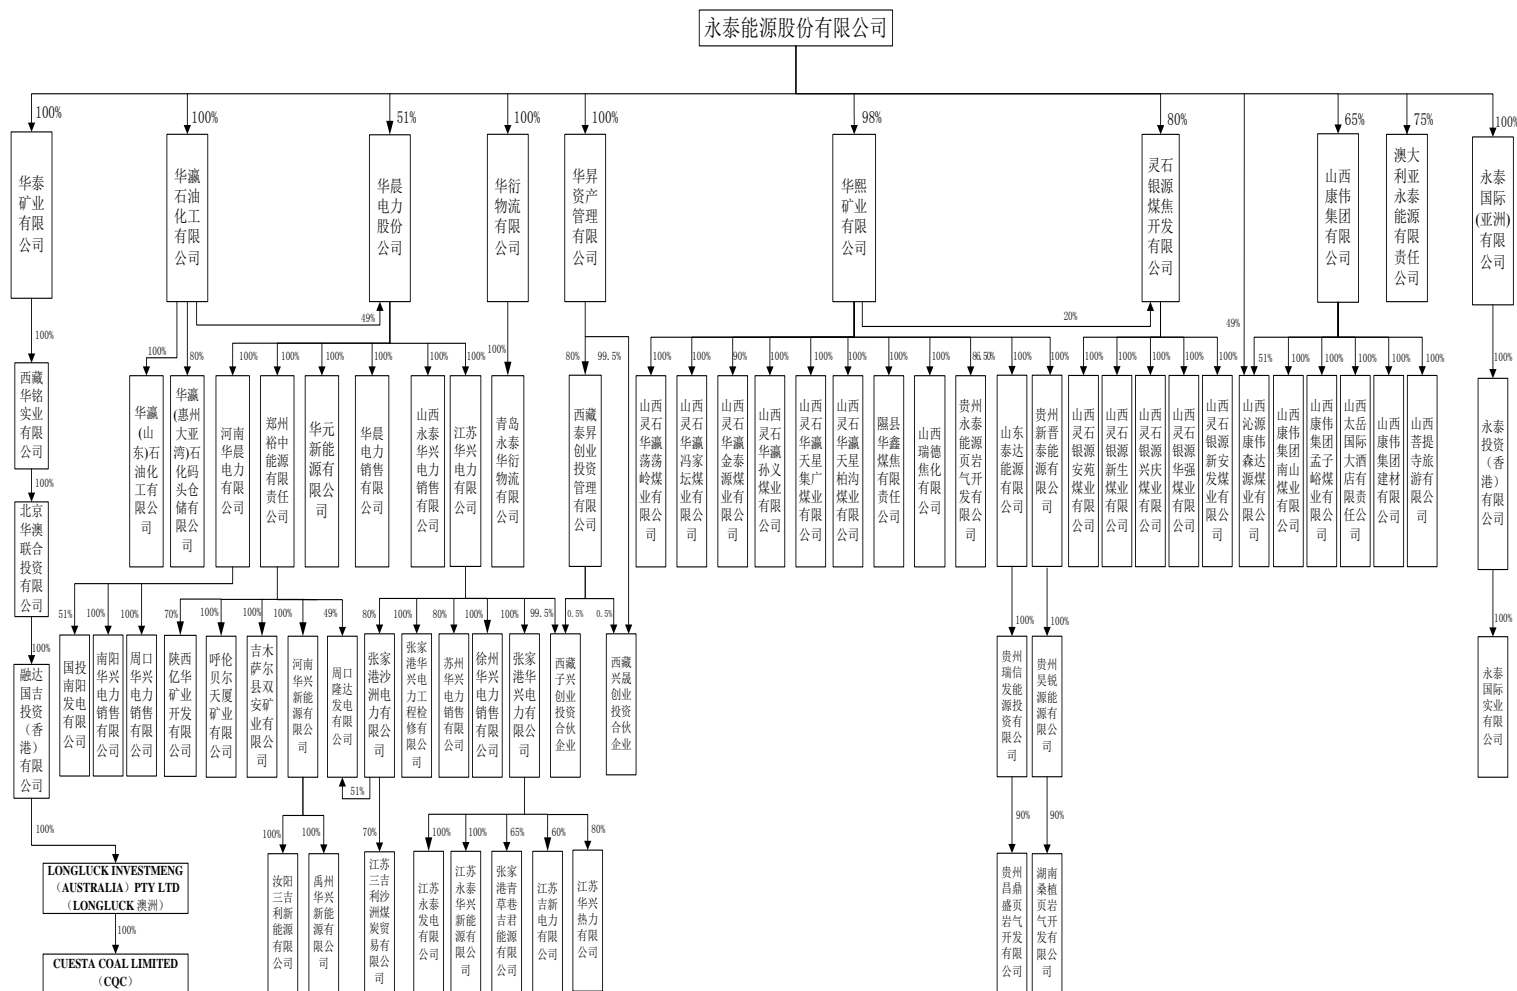 永泰能源股份有限公司
100%
100%
51%
100%
100%
98%
80%
65%
75%
100%
华泰
矿业
有限
公司
华瀛
石油
化工
有限
公司
华晨
电力
股份
公司
华衍
物流
有限
公司
华昇
资产
管理
有限
公司
华熙
矿业
有限
公司
灵石
银源
煤焦
开发
有限
公司
山西
康伟
集团
有限
公司
澳大
利亚
永泰
能源
有限
责任
公司
永泰
国际
(亚洲)
有限
公司
49%
20%
49%
100%
100%
80%
100%
100%
100%
100%
100%
100%
100%
80%
99.5%
100%
100%
90%
100%
100%
100%
100%
100%
100%
100%
100%
100%
100%
100%
100%
51%
100%
100%
100%
100%
100%
100%
西藏
华铭
实业
有限
公司
华瀛
(山
东)石
油化
工有
限公
司
华瀛
(惠州
大亚
湾)石
化码
头仓
储有
限公
司
河南
华晨
电力
有限
公司
郑州
裕中
能源
有限
责任
公司
华元
新能
源有
限公
司
华晨
电力
销售
有限
公司
山西
永泰
华兴
电力
销售
有限
公司
江苏
华兴
电力
有限
公司
青岛
永泰
华衍
物流
有限
公司
西藏
泰昇
创业
投资
管理
有限
公司
山西
灵石
华瀛
荡荡
岭煤
业有
限公
司
山西
灵石
华瀛
冯家
坛煤
业有
限公
司
山西
灵石
华瀛
金泰
源煤
业有
限公
司
山西
灵石
华瀛
孙义
煤业
有限
公司
山西
灵石
华瀛
天星
集广
煤业
有限
公司
山西
灵石
华瀛
天星
柏沟
煤业
有限
公司
隰县
华鑫
煤焦
有限
责任
公司
山西
瑞德
焦化
有限
公司
贵州
永泰
能源
页岩
气开
发有
限公
司
山东
泰达
能源
有限
公司
贵州
新晋
泰能
源有
限公
司
山西
灵石
银源
安苑
煤业
有限
公司
山西
灵石
银源
新生
煤业
有限
公司
山西
灵石
银源
兴庆
煤业
有限
公司
山西
灵石
银源
华强
煤业
有限
公司
山西
灵石
银源
新安
发煤
业有
限公
司
山西
沁源
康伟
森达
源煤
业有
限公
司
山西
康伟
集团
南山
煤业
有限
公司
山西
康伟
集团
孟子
峪煤
业有
限公
司
山西
太岳
国际
大酒
店有
限责
任公
司
山西
康伟
集团
建材
有限
公司
山西
菩提
寺旅
游有
限公
司
永泰
投资
（香
港）
有限
公司
100%
北京
华澳
联合
投资
有限
公司
51%
100%
100%
70%
100%
100%
100%
49%
80%
100%
80%
100%
100%
99.5%
0.5%
0.5%
100%
100%
100%
100%
融达
国吉
投资
（香
港）
有限
公司
国投
南阳
发电
有限
公司
南阳
华兴
电力
销售
有限
公司
周口
华兴
电力
销售
有限
公司
陕西
亿华
矿业
开发
有限
公司
呼伦
贝尔
天厦
矿业
有限
公司
吉木
萨尔
县双
安矿
业有
限公
司
河南
华兴
新能
源有
限公
司
周口
隆达
发电
有限
公司
张家
港沙
洲电
力有
限公
司
张家
港华
兴电
力工
程检
修有
限公
司
苏州
华兴
电力
销售
有限
公司
徐州
华兴
电力
销售
有限
公司
张家
港华
兴电
力有
限公
司
西藏
子兴
创业
投资
合伙
企业
西藏
兴晟
创业
投资
合伙
企业
贵州
瑞信
发能
源投
资有
限公
司
贵州
昊锐
能源
有限
公司
永泰
国际
实业
有限
公司
51%
100%
100%
100%
70%
100%
100%
65%
60%
80%
90%
90%
LONGLUCK INVESTMENG
（AUSTRALIA）PTY LTD
（LONGLUCK 澳洲）
汝阳
三吉
利新
能源
有限
公司
禹州
华兴
新能
源有
限公
司
江苏
三吉
利沙
洲煤
炭贸
易有
限公
司
江苏
永泰
发电
有限
公司
江苏
永泰
华兴
新能
源有
限公
司
张家
港青
草巷
吉君
能源
有限
公司
江苏
吉新
电力
有限
公司
江苏
华兴
热力
有限
公司
贵州
昌鼎
盛页
岩气
开发
有限
公司
湖南
桑植
页岩
气开
发有
限公
司
100%
CUESTA COAL LIMITED
（CQC）